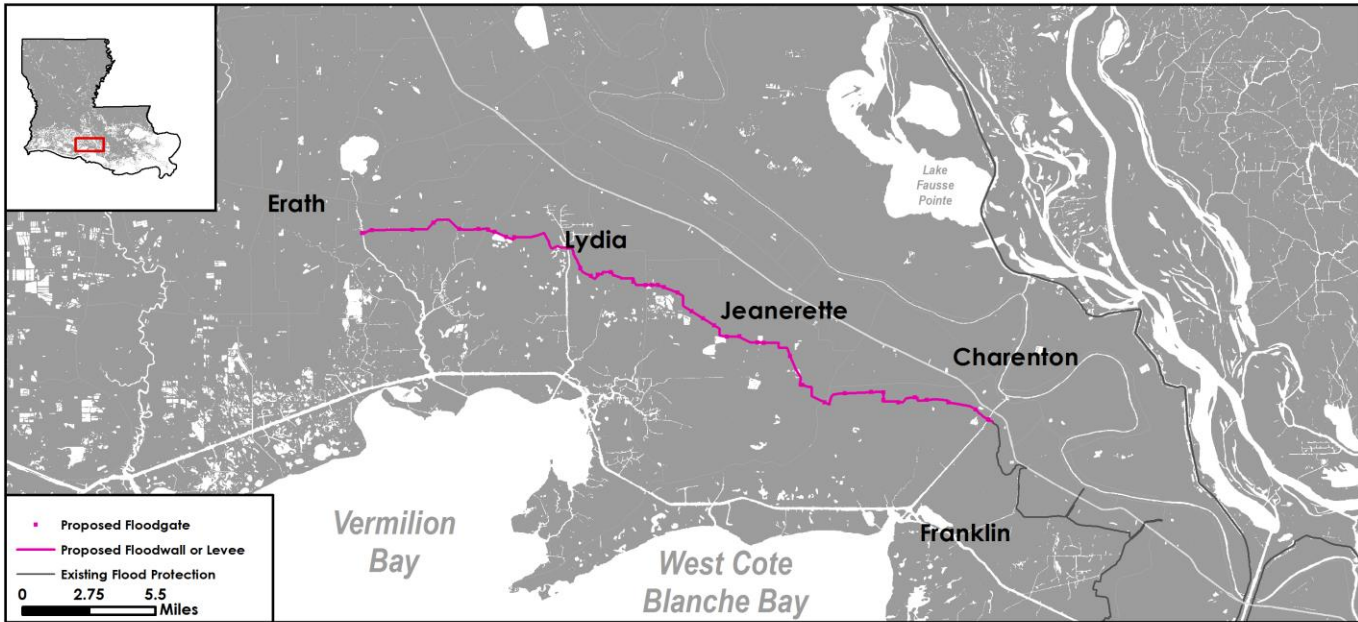 Lake
Fausse
Pointe
Erath
Lydia
Jeanerette
Charenton
Franklin
Vermilion
Bay
West Cote
Blanche Bay
Proposed Floodgate
Proposed Floodwall or Levee
Existing Flood Protection
0 2.75 5.5
Miles